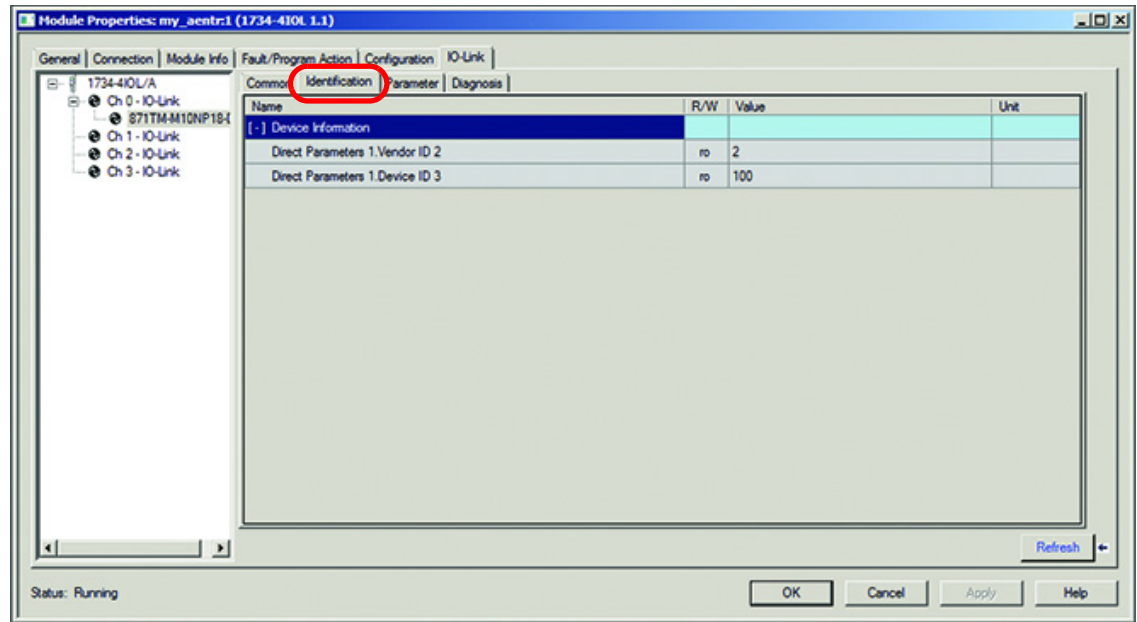 Module Properties: my_aentr:1 (1734-4IOL 1.1)
General Connection Module Info Fault/Program Action Configuration IO-Link
1734-4IOL/A
Ch 0 - IO-Link
871TM-M10NP18-
Ch 1 - IO-Link
Ch 2 - IO-Link
Ch 3 - IO-Link
Common Identification Parameter Diagnosis
Name R/W Value Unit
[-] Device Information
Direct Parameters 1.Vendor ID 2 ro 2
Direct Parameters 1.Device ID 3 ro 100
Refresh
Status: Running
OK Cancel Apply Help